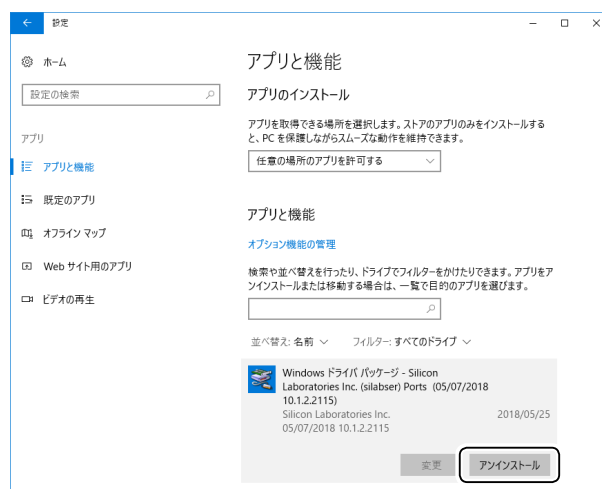 設定
ホーム
設定の検索
アプリ
アプリと機能
既定のアプリ
オフライン マップ
Web サイト用のアプリ
ビデオの再生
アプリと機能
アプリのインストール
アプリを取得できる場所を選択します。ストアのアプリのみをインストールする
と、PC を保護しながらスムーズな動作を維持できます。
任意の場所のアプリを許可する
アプリと機能
オプション機能の管理
検索や並べ替えを行ったり、ドライブでフィルターをかけたりできます。アプリをア
ンインストールまたは移動する場合は、一覧で目的のアプリを選びます。
並べ替え: 名前 フィルター: すべてのドライブ
Windows ドライバ パッケージ - Silicon
Laboratories Inc. (silabser) Ports (05/07/2018
10.1.2.2115)
Silicon Laboratories Inc. 2018/05/25
05/07/2018 10.1.2.2115
変更 アンインストール